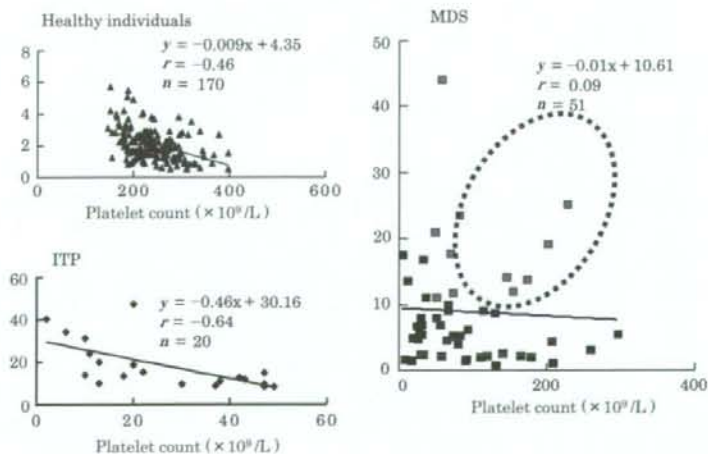 Healthy individuals
y = −0.009x + 4.35
r = −0.46
n = 170
8
6
4
2
0
0 200 400 600
Platelet count (× 10⁹/L)
ITP
y = −0.46x + 30.16
r = −0.64
n = 20
60
40
20
0
0 20 40 60
Platelet count (× 10⁹/L)
MDS
y = −0.01x + 10.61
r = 0.09
n = 51
50
40
30
20
10
0
0 200 400
Platelet count (× 10⁹/L)